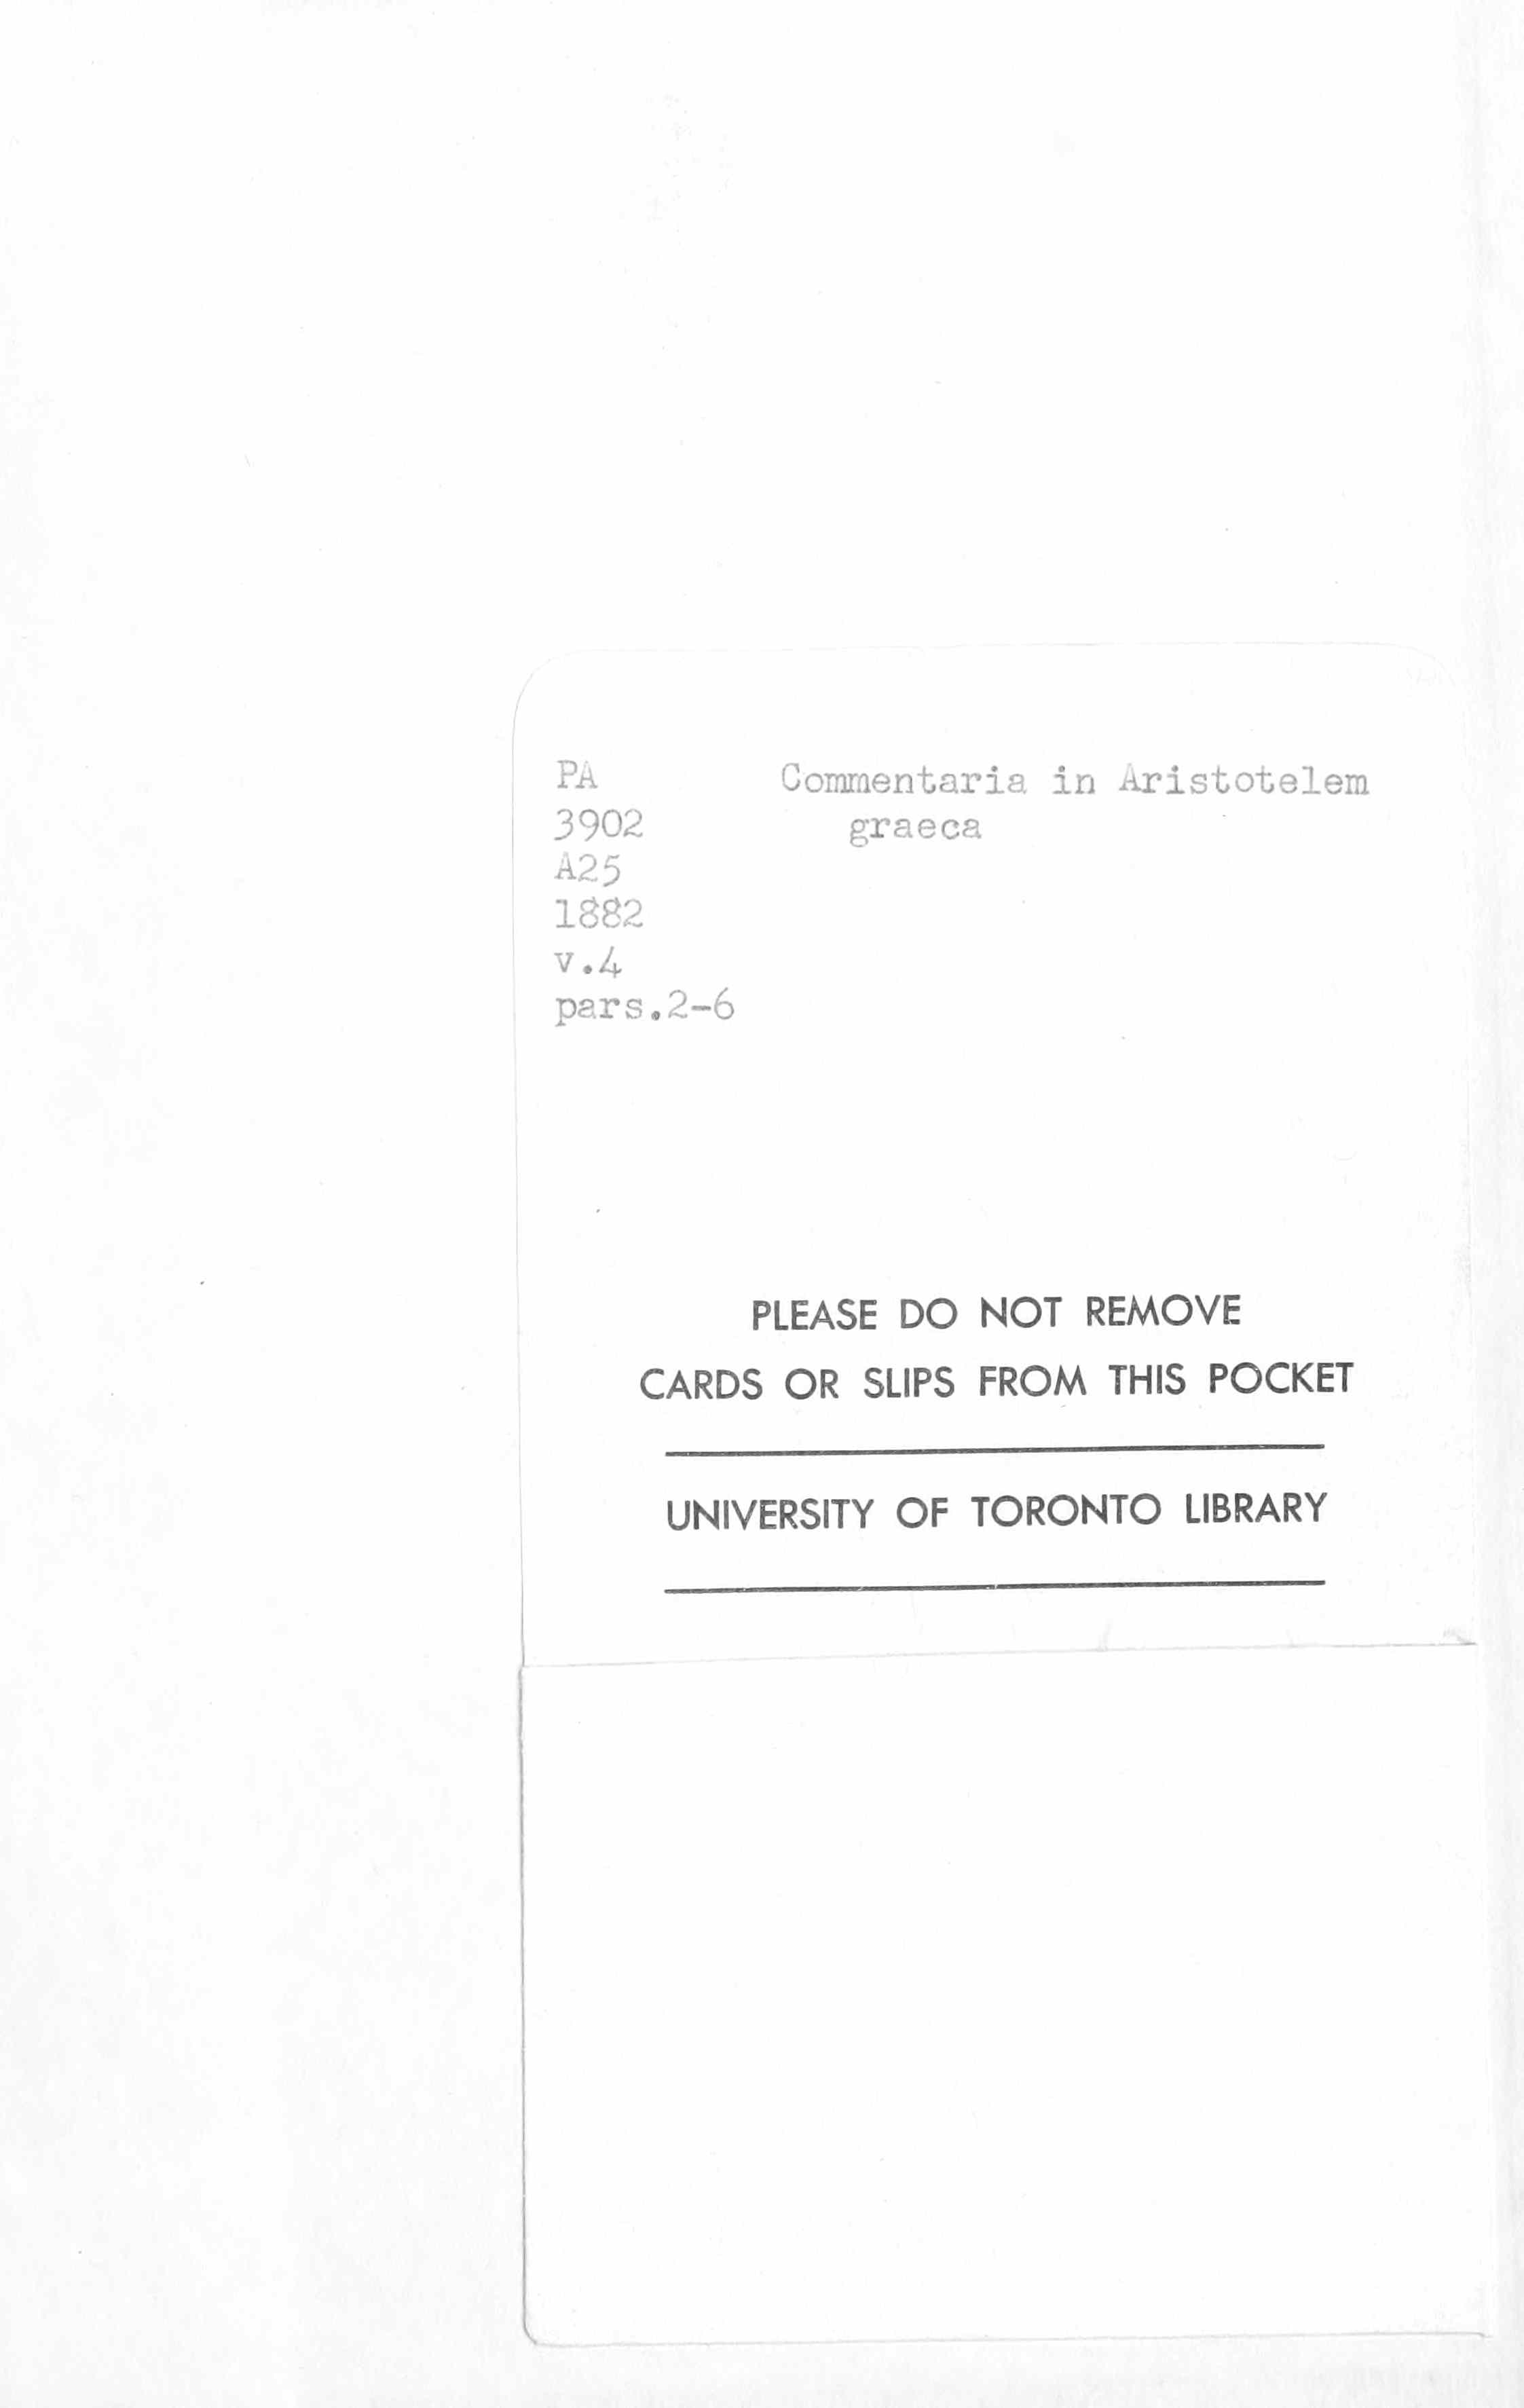 PA Commentaria in Aristotelem
3902 graeca
A25
1882
v.4
pars.2-6
PLEASE DO NOT REMOVE
CARDS OR SLIPS FROM THIS POCKET
UNIVERSITY OF TORONTO LIBRARY